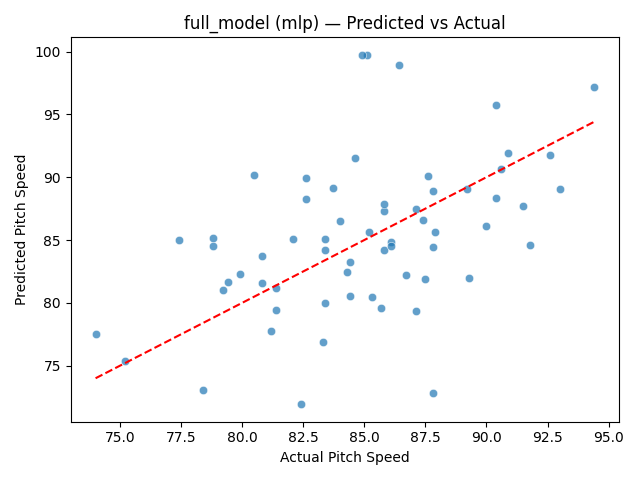 full_model (mlp) — Predicted vs Actual
100
95
90
85
80
75
Predicted Pitch Speed
75.0 77.5 80.0 82.5 85.0 87.5 90.0 92.5 95.0
Actual Pitch Speed